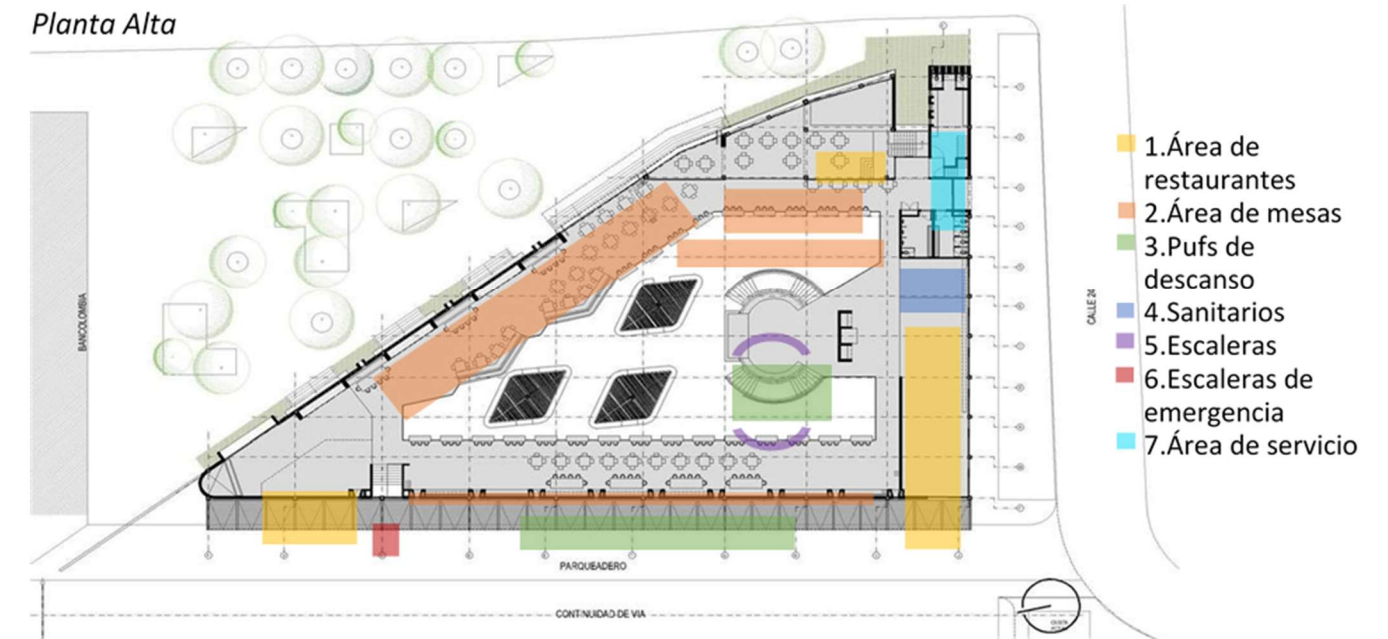 Planta Alta
BANCOLOMBIA
CALLE 24
1.Área de
restaurantes
2.Área de mesas
3.Pufs de
descanso
4.Sanitarios
5.Escaleras
6.Escaleras de
emergencia
7.Área de servicio
PARQUEADERO
CONTINUIDAD DE VIA